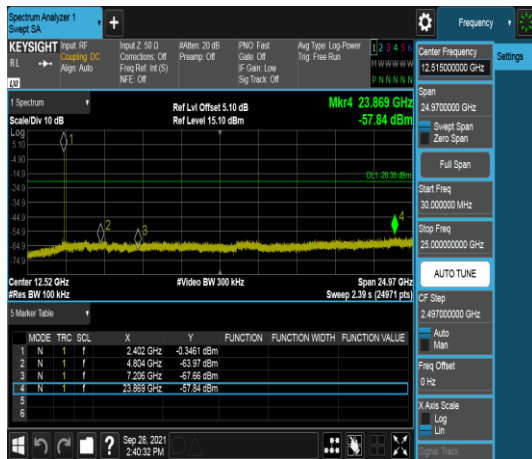 Spectrum Analyzer 1
Swept SA
+
Frequency
KEYSIGHT
RL
LXI
Input: RF
Coupling: DC
Align: Auto
Input Z: 50 Ω
Corrections: Off
Freq Ref: Int (S)
NFE: Off
#Atten: 20 dB
Preamp: Off
PNO: Fast
Gate: Off
IF Gain: Low
Sig Track: Off
Avg Type: Log-Power
Trig: Free Run
1 2 3 4 5 6
M W W W W W
P N N N N N
Center Frequency
12.515000000 GHz
Settings
Span
24.9700000 GHz
Swept Span
Zero Span
Full Span
Start Freq
30.000000 MHz
Stop Freq
25.000000000 GHz
AUTO TUNE
CF Step
2.497000000 GHz
Auto
Man
Freq Offset
0 Hz
X Axis Scale
Log
Lin
Signal Track
1 Spectrum
Scale/Div 10 dB
Ref Lvl Offset 5.10 dB
Ref Level 15.10 dBm
Mkr4 23.869 GHz
-57.84 dBm
Log
5.10
-4.90
-14.9
-24.9
-34.9
-44.9
-54.9
-64.9
1
2
3
4
DL1 -20.35 dBm
Center 12.52 GHz
#Res BW 100 kHz
#Video BW 300 kHz
Span 24.97 GHz
Sweep 2.39 s (24971 pts)
5 Marker Table
MODE TRC SCL X Y FUNCTION FUNCTION WIDTH FUNCTION VALUE
1 N 1 f 2.402 GHz -0.3461 dBm
2 N 1 f 4.804 GHz -63.97 dBm
3 N 1 f 7.206 GHz -67.66 dBm
4 N 1 f 23.869 GHz -57.84 dBm
5
6
?
Sep 28, 2021
2:40:32 PM